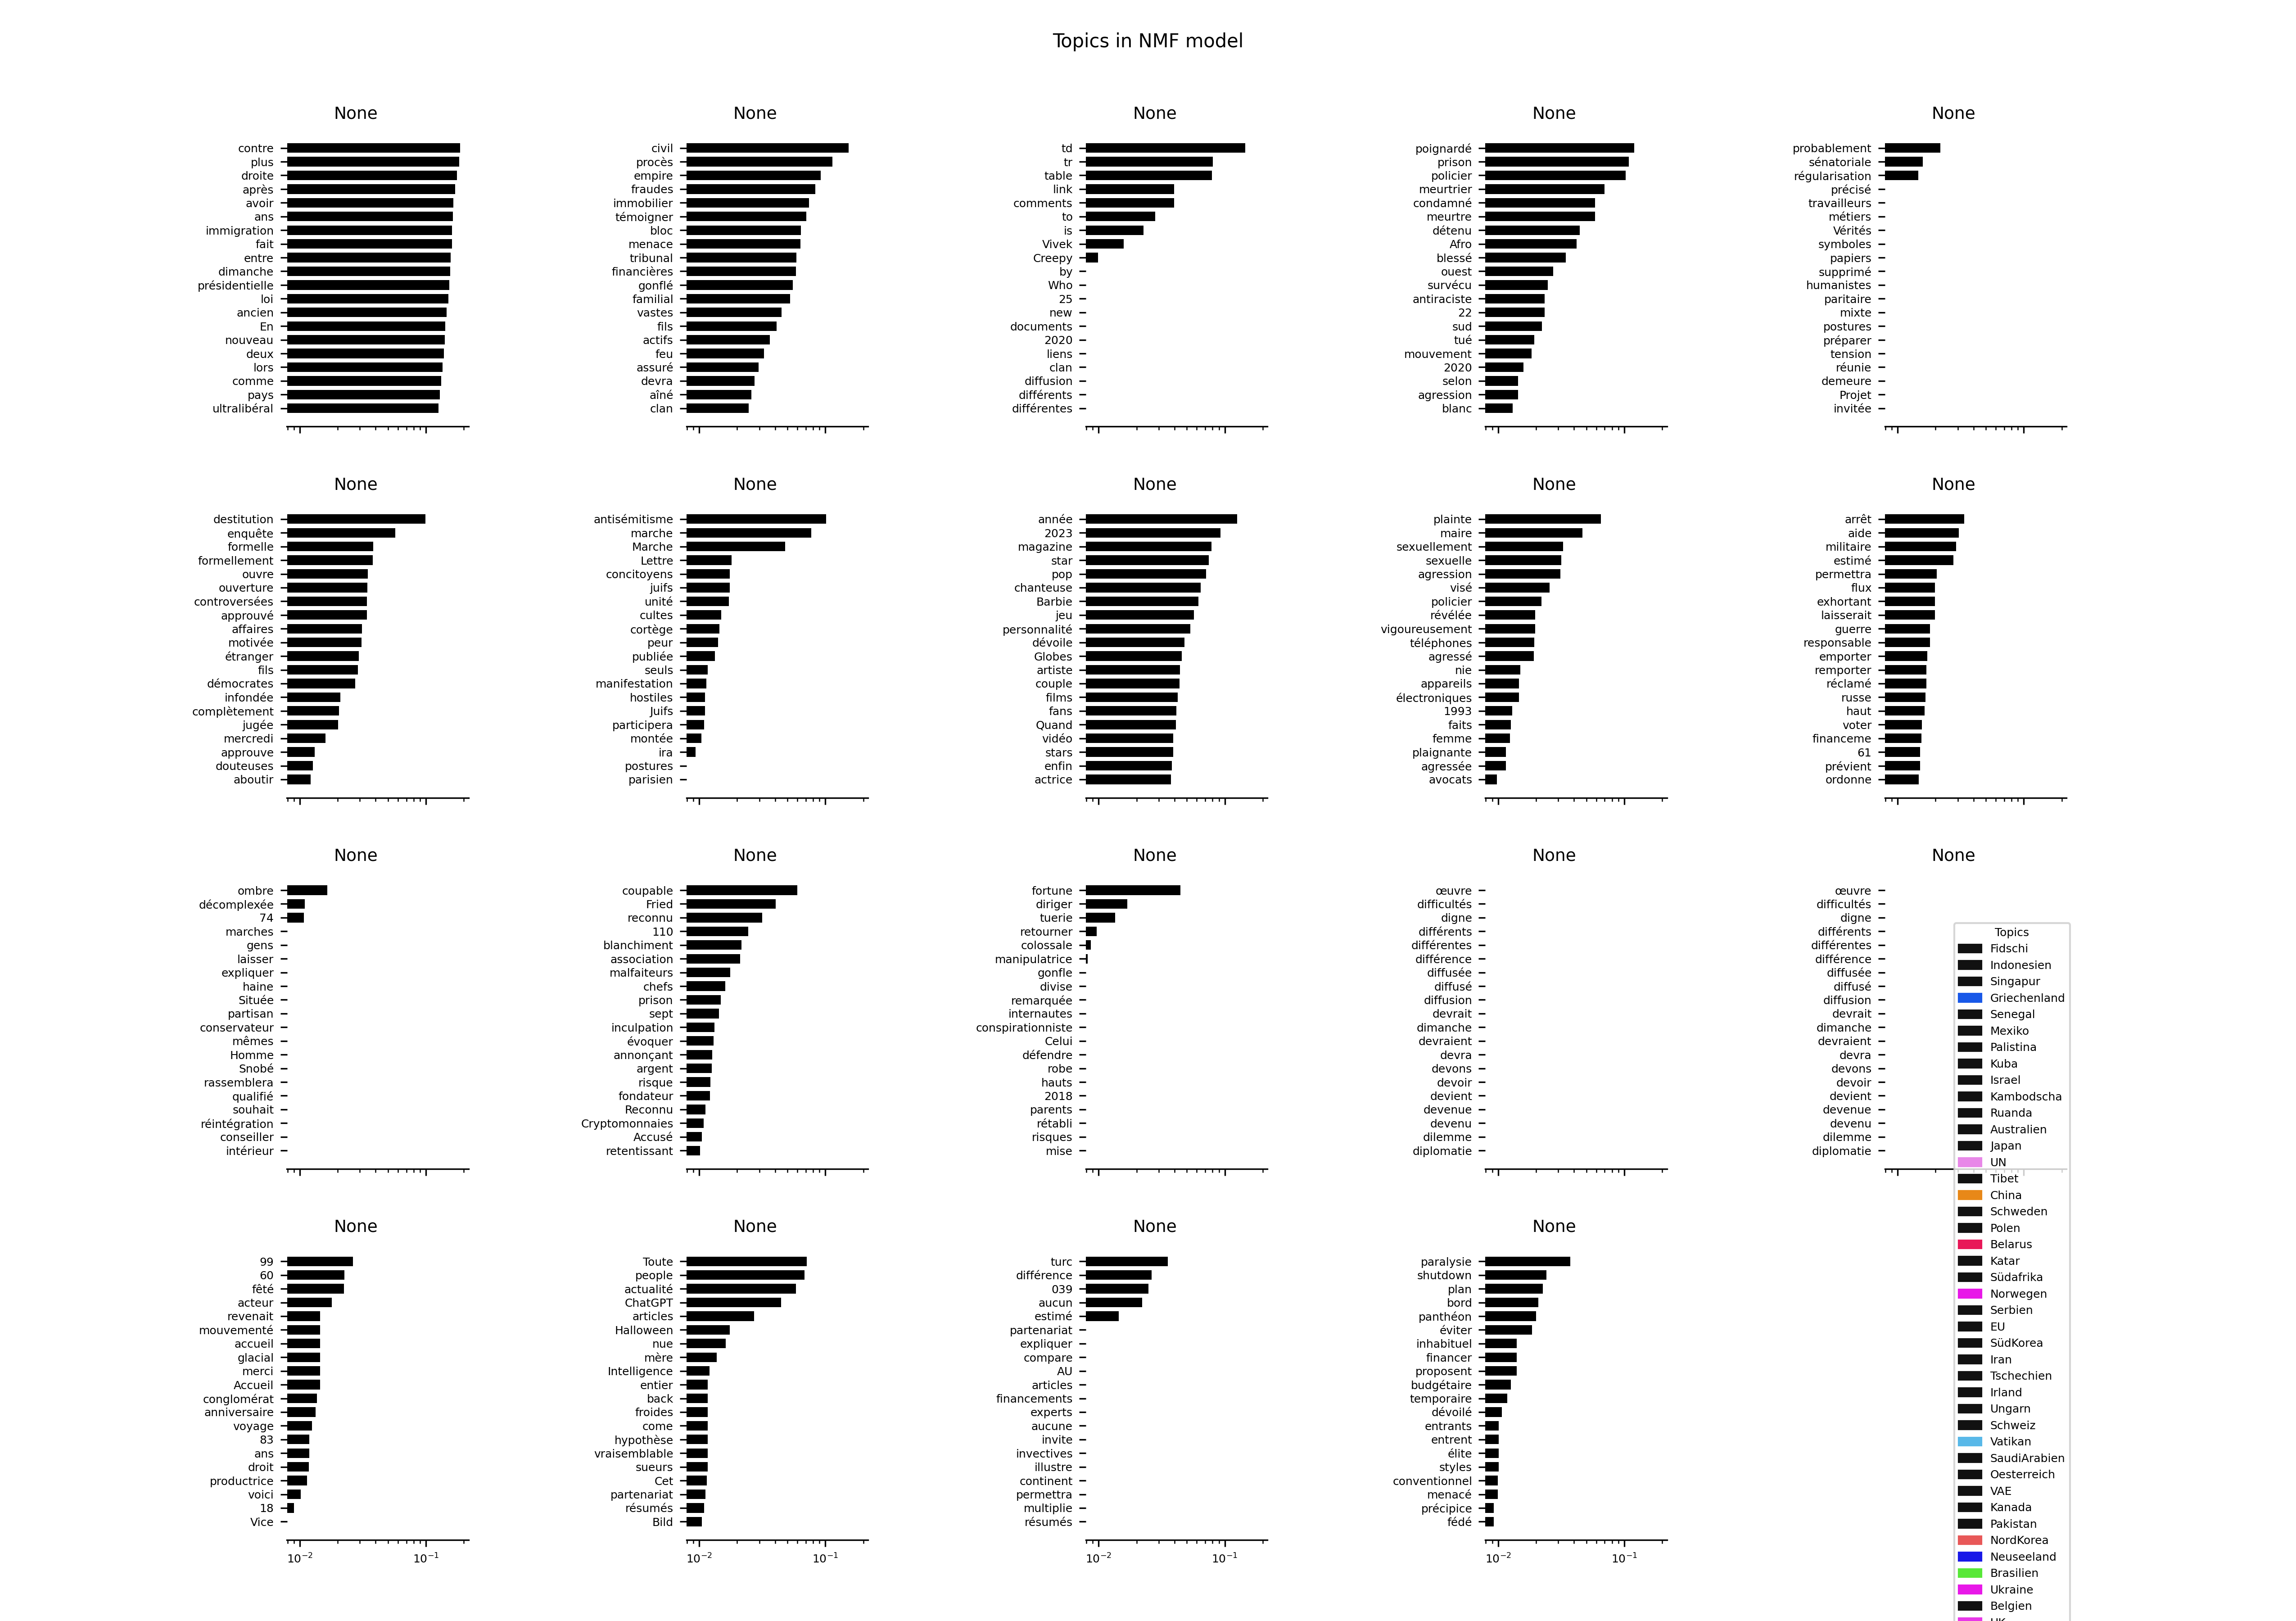 Topics in NMF model
None
contre
plus
droite
après
avoir
ans
immigration
fait
entre
dimanche
présidentielle
loi
ancien
En
nouveau
deux
lors
comme
pays
ultralibéral
None
civil
procès
empire
fraudes
immobilier
témoigner
bloc
menace
tribunal
financières
gonflé
familial
vastes
fils
actifs
feu
assuré
devra
aîné
clan
None
td
tr
table
link
comments
to
is
Vivek
Creepy
by
Who
25
new
documents
2020
liens
clan
diffusion
différents
différentes
None
poignardé
prison
policier
meurtrier
condamné
meurtre
détenu
Afro
blessé
ouest
survécu
antiraciste
22
sud
tué
mouvement
2020
selon
agression
blanc
None
probablement
sénatoriale
régularisation
précisé
travailleurs
métiers
Vérités
symboles
papiers
supprimé
humanistes
paritaire
mixte
postures
préparer
tension
réunie
demeure
Projet
invitée
None
destitution
enquête
formelle
formellement
ouvre
ouverture
controversées
approuvé
affaires
motivée
étranger
fils
démocrates
infondée
complètement
jugée
mercredi
approuve
douteuses
aboutir
None
antisémitisme
marche
Marche
Lettre
concitoyens
juifs
unité
cultes
cortège
peur
publiée
seuls
manifestation
hostiles
Juifs
participera
montée
ira
postures
parisien
None
année
2023
magazine
star
pop
chanteuse
Barbie
jeu
personnalité
dévoile
Globes
artiste
couple
films
fans
Quand
vidéo
stars
enfin
actrice
None
plainte
maire
sexuellement
sexuelle
agression
visé
policier
révélée
vigoureusement
téléphones
agressé
nie
appareils
électroniques
1993
faits
femme
plaignante
agressée
avocats
None
arrêt
aide
militaire
estimé
permettra
flux
exhortant
laisserait
guerre
responsable
emporter
remporter
réclamé
russe
haut
voter
financeme
61
prévient
ordonne
None
ombre
décomplexée
74
marches
gens
laisser
expliquer
haine
Située
partisan
conservateur
mêmes
Homme
Snobé
rassemblera
qualifié
souhait
réintégration
conseiller
intérieur
None
coupable
Fried
reconnu
110
blanchiment
association
malfaiteurs
chefs
prison
sept
inculpation
évoquer
annonçant
argent
risque
fondateur
Reconnu
Cryptomonnaies
Accusé
retentissant
None
fortune
diriger
tuerie
retourner
colossale
manipulatrice
gonfle
divise
remarquée
internautes
conspirationniste
Celui
défendre
robe
hauts
2018
parents
rétabli
risques
mise
None
œuvre
difficultés
digne
différents
différentes
différence
diffusée
diffusé
diffusion
devrait
dimanche
devraient
devra
devons
devoir
devient
devenue
devenu
dilemme
diplomatie
None
œuvre
difficultés
digne
différents
différentes
différence
diffusée
diffusé
diffusion
devrait
dimanche
devraient
devra
devons
devoir
devient
devenue
devenu
dilemme
diplomatie
None
99
60
fêté
acteur
revenait
mouvementé
accueil
glacial
merci
Accueil
conglomérat
anniversaire
voyage
83
ans
droit
productrice
voici
18
Vice
10⁻² 10⁻¹
None
Toute
people
actualité
ChatGPT
articles
Halloween
nue
mère
Intelligence
entier
back
froides
come
hypothèse
vraisemblable
sueurs
Cet
partenariat
résumés
Bild
10⁻² 10⁻¹
None
turc
différence
039
aucun
estimé
partenariat
expliquer
compare
AU
articles
financements
experts
aucune
invite
invectives
illustre
continent
permettra
multiplie
résumés
10⁻² 10⁻¹
None
paralysie
shutdown
plan
bord
panthéon
éviter
inhabituel
financer
proposent
budgétaire
temporaire
dévoilé
entrants
entrent
élite
styles
conventionnel
menacé
précipice
fédé
10⁻² 10⁻¹
Topics
Fidschi
Indonesien
Singapur
Griechenland
Senegal
Mexiko
Palistina
Kuba
Israel
Kambodscha
Ruanda
Australien
Japan
UN
Tibet
China
Schweden
Polen
Belarus
Katar
Südafrika
Norwegen
Serbien
EU
SüdKorea
Iran
Tschechien
Irland
Ungarn
Schweiz
Vatikan
SaudiArabien
Oesterreich
VAE
Kanada
Pakistan
NordKorea
Neuseeland
Brasilien
Ukraine
Belgien